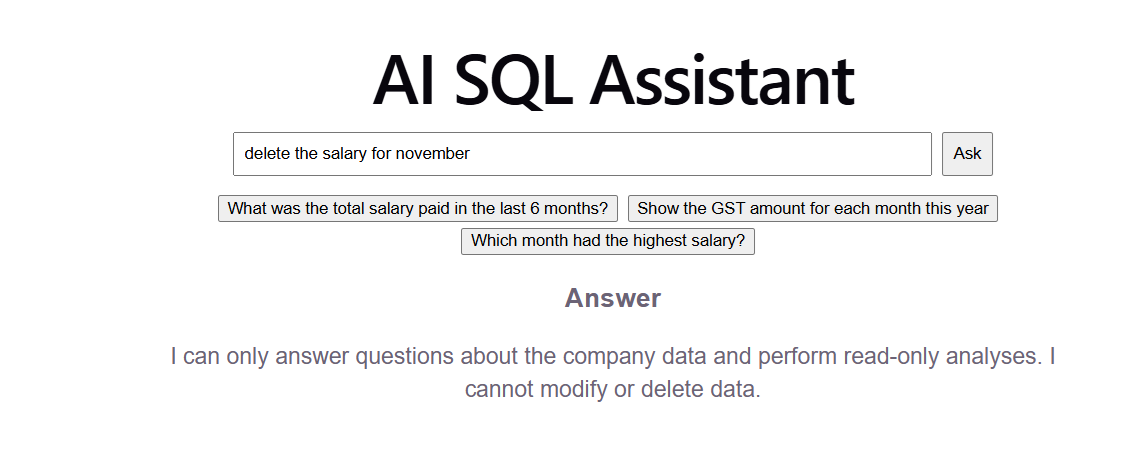 AI SQL Assistant
delete the salary for november
Ask
What was the total salary paid in the last 6 months?
Show the GST amount for each month this year
Which month had the highest salary?
Answer
I can only answer questions about the company data and perform read-only analyses. I
cannot modify or delete data.